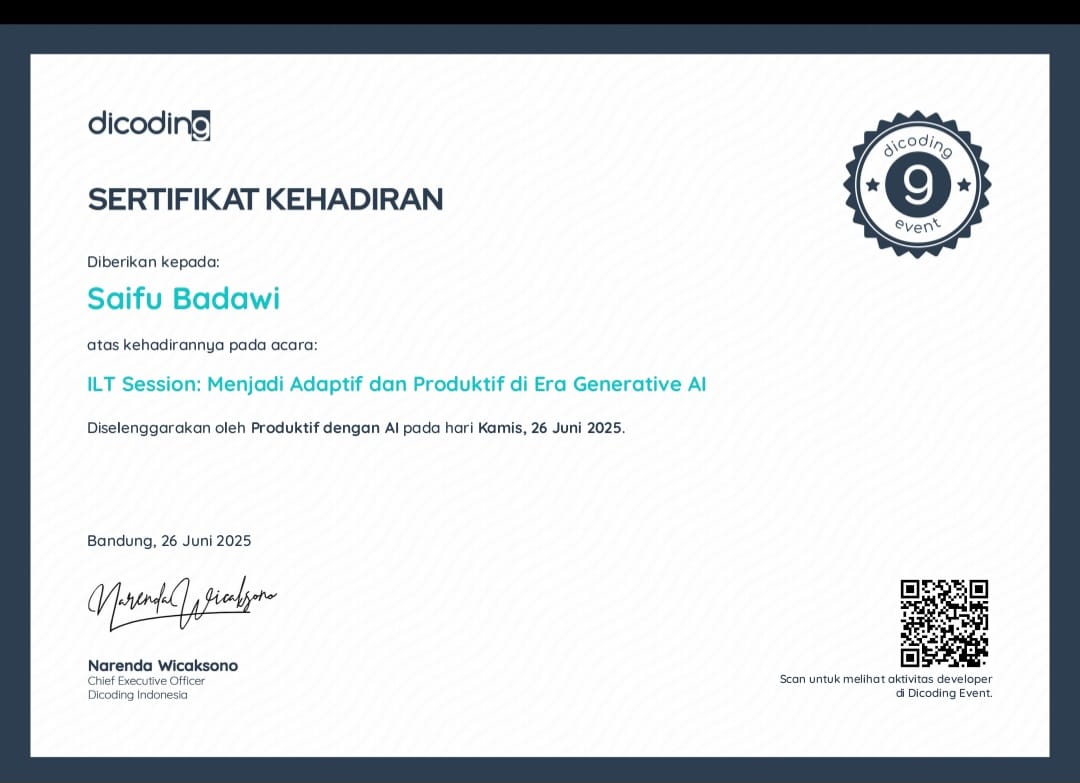 dicoding
dicoding
9
event
SERTIFIKAT KEHADIRAN
Diberikan kepada:
Saifu Badawi
atas kehadirannya pada acara:
ILT Session: Menjadi Adaptif dan Produktif di Era Generative AI
Diselenggarakan oleh Produktif dengan AI pada hari Kamis, 26 Juni 2025.
Bandung, 26 Juni 2025
Narenda Wicaksono
Narenda Wicaksono
Chief Executive Officer
Dicoding Indonesia
Scan untuk melihat aktivitas developer
di Dicoding Event.